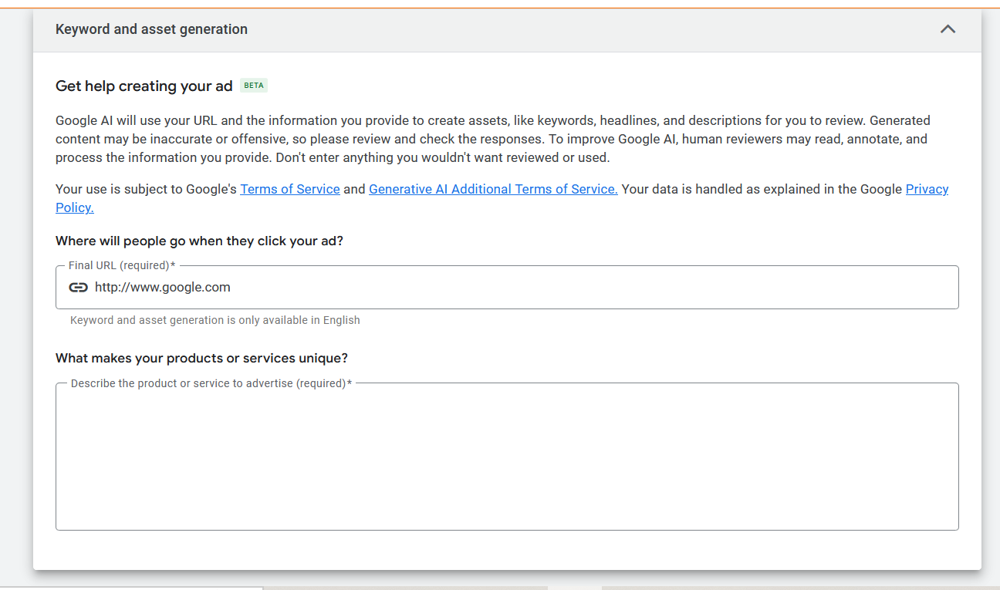 Keyword and asset generation
Get help creating your ad BETA
Google AI will use your URL and the information you provide to create assets, like keywords, headlines, and descriptions for you to review. Generated
content may be inaccurate or offensive, so please review and check the responses. To improve Google AI, human reviewers may read, annotate, and
process the information you provide. Don't enter anything you wouldn't want reviewed or used.
Your use is subject to Google's Terms of Service and Generative AI Additional Terms of Service. Your data is handled as explained in the Google Privacy
Policy.
Where will people go when they click your ad?
Final URL (required)*
http://www.google.com
Keyword and asset generation is only available in English
What makes your products or services unique?
Describe the product or service to advertise (required)*